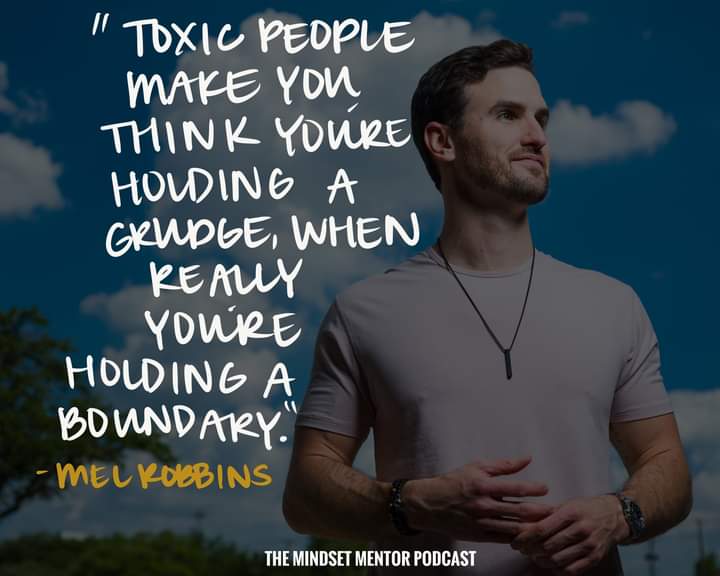 " TOXIC PEOPLE
MAKE YOU
THINK YOU'RE
HOLDING A
GRUDGE, WHEN
REALLY
YOU'RE
HOLDING A
BOUNDARY."
- MEL ROBBINS
THE MINDSET MENTOR PODCAST